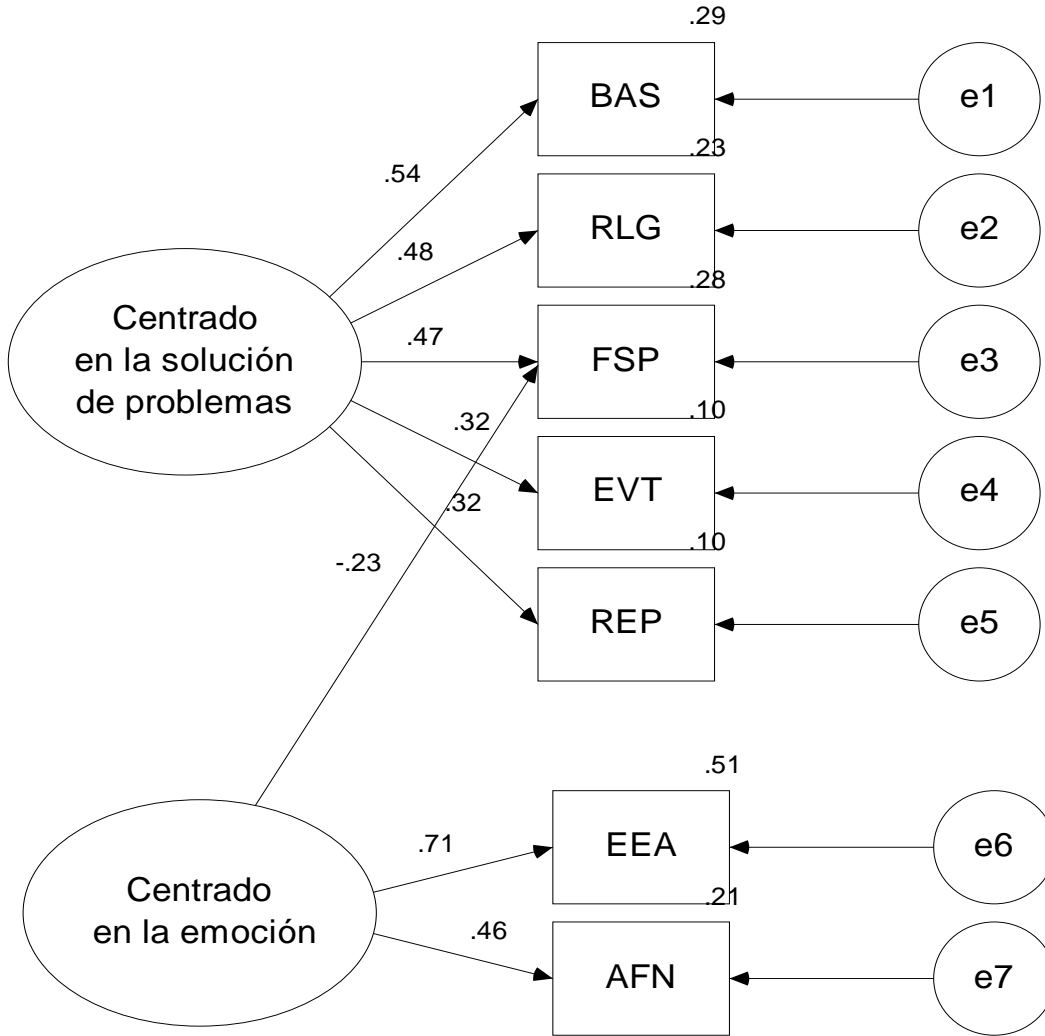 .29
BAS
e1
.23
.54
RLG
e2
.48
.28
Centrado
en la solución
de problemas
.47
FSP
e3
.10
.32
EVT
e4
.32
.10
-.23
REP
e5
.51
.71
EEA
e6
.21
Centrado
en la emoción
.46
AFN
e7